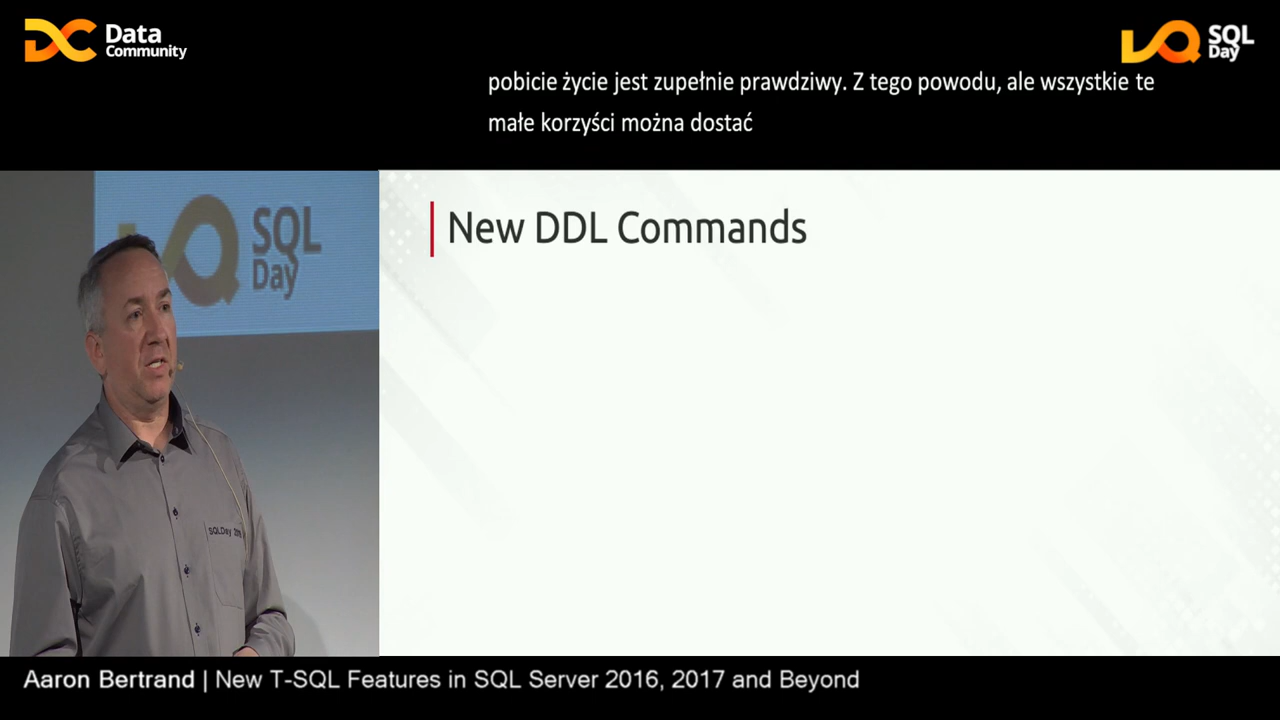 Data
Community
SQL
Day
pobicie życie jest zupełnie prawdziwy. Z tego powodu, ale wszystkie te
małe korzyści można dostać
SQL
Day
New DDL Commands
Aaron Bertrand | New T-SQL Features in SQL Server 2016, 2017 and Beyond